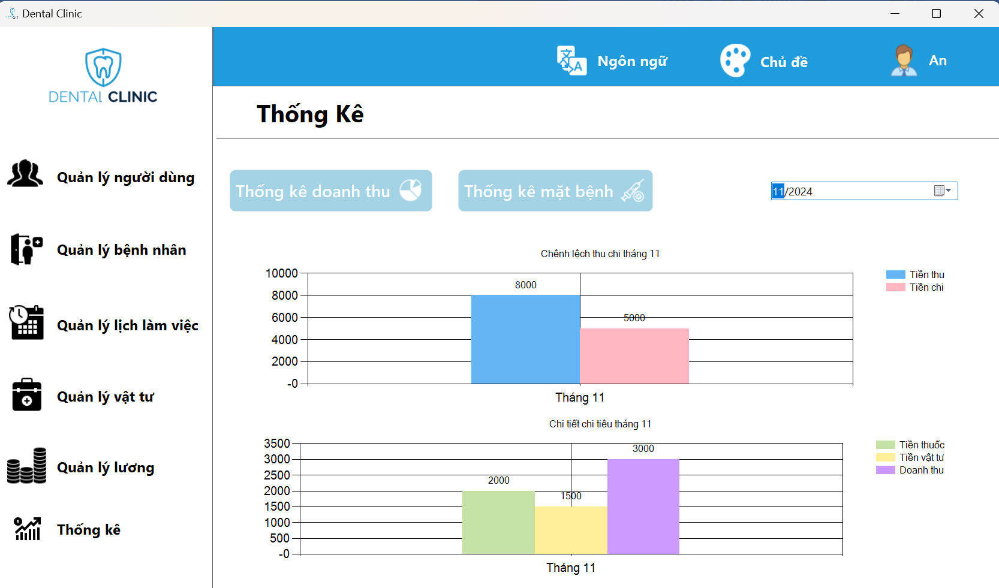 Dental Clinic
DENTAL CLINIC
Ngôn ngữ
Chủ đề
An
Thống Kê
Quản lý người dùng
Quản lý bệnh nhân
Quản lý lịch làm việc
Quản lý vật tư
Quản lý lương
Thống kê
Thống kê doanh thu
Thống kê mặt bệnh
11/2024
Chênh lệch thu chi tháng 11
10000
8000
6000
4000
2000
-0
8000
5000
Tháng 11
Tiền thu
Tiền chi
Chi tiết chi tiêu tháng 11
3500
3000
2500
2000
1500
1000
500
-0
2000
1500
3000
Tháng 11
Tiền thuốc
Tiền vật tư
Doanh thu